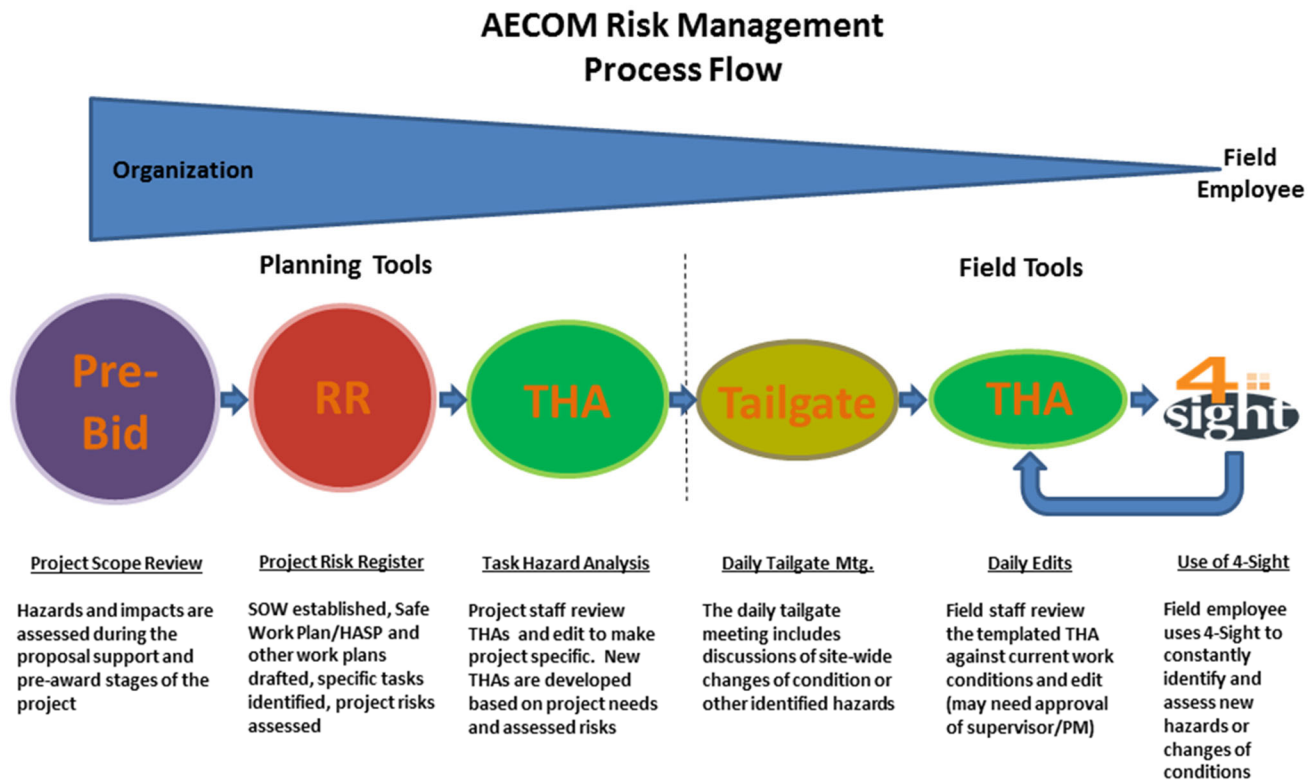 AECOM Risk Management
Process Flow
Organization
Field
Employee
Planning Tools
Field Tools
Pre-
Bid
RR
THA
Tailgate
THA
4
sight
Project Scope Review
Hazards and impacts are
assessed during the
proposal support and
pre-award stages of the
project
Project Risk Register
SOW established, Safe
Work Plan/HASP and
other work plans
drafted, specific tasks
identified, project risks
assessed
Task Hazard Analysis
Project staff review
THAs and edit to make
project specific. New
THAs are developed
based on project needs
and assessed risks
Daily Tailgate Mtg.
The daily tailgate
meeting includes
discussions of site-wide
changes of condition or
other identified hazards
Daily Edits
Field staff review
the templated THA
against current work
conditions and edit
(may need approval
of supervisor/PM)
Use of 4-Sight
Field employee
uses 4-Sight to
constantly
identify and
assess new
hazards or
changes of
conditions